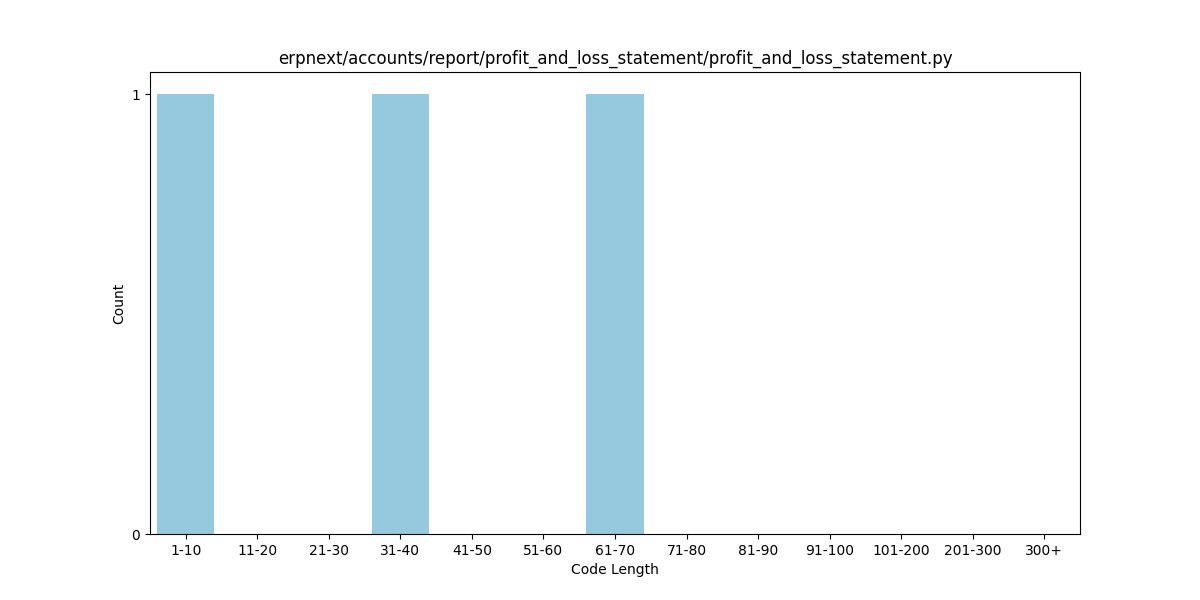 erpnext/accounts/report/profit_and_loss_statement/profit_and_loss_statement.py
1
Count
0
1-10 11-20 21-30 31-40 41-50 51-60 61-70 71-80 81-90 91-100 101-200 201-300 300+
Code Length